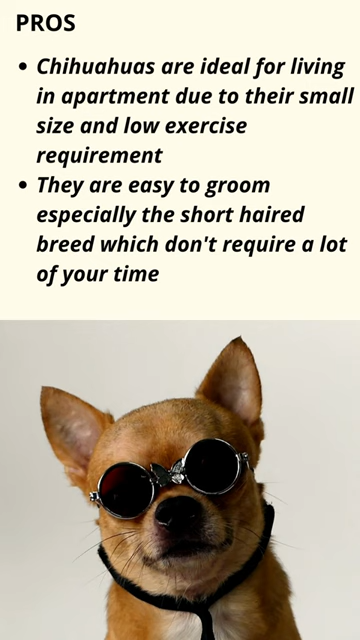 PROS
• Chihuahuas are ideal for living
in apartment due to their small
size and low exercise
requirement
• They are easy to groom
especially the short haired
breed which don't require a lot
of your time